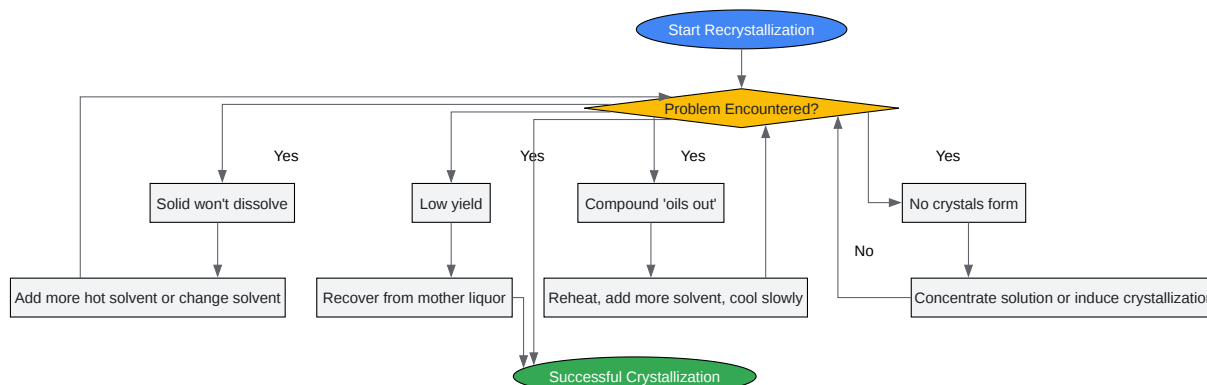 Start Recrystallization
Problem Encountered?
Yes
Yes
Yes
Yes
Solid won't dissolve
Low yield
Compound 'oils out'
No crystals form
No
Add more hot solvent or change solvent
Recover from mother liquor
Reheat, add more solvent, cool slowly
Concentrate solution or induce crystallization
Successful Crystallization